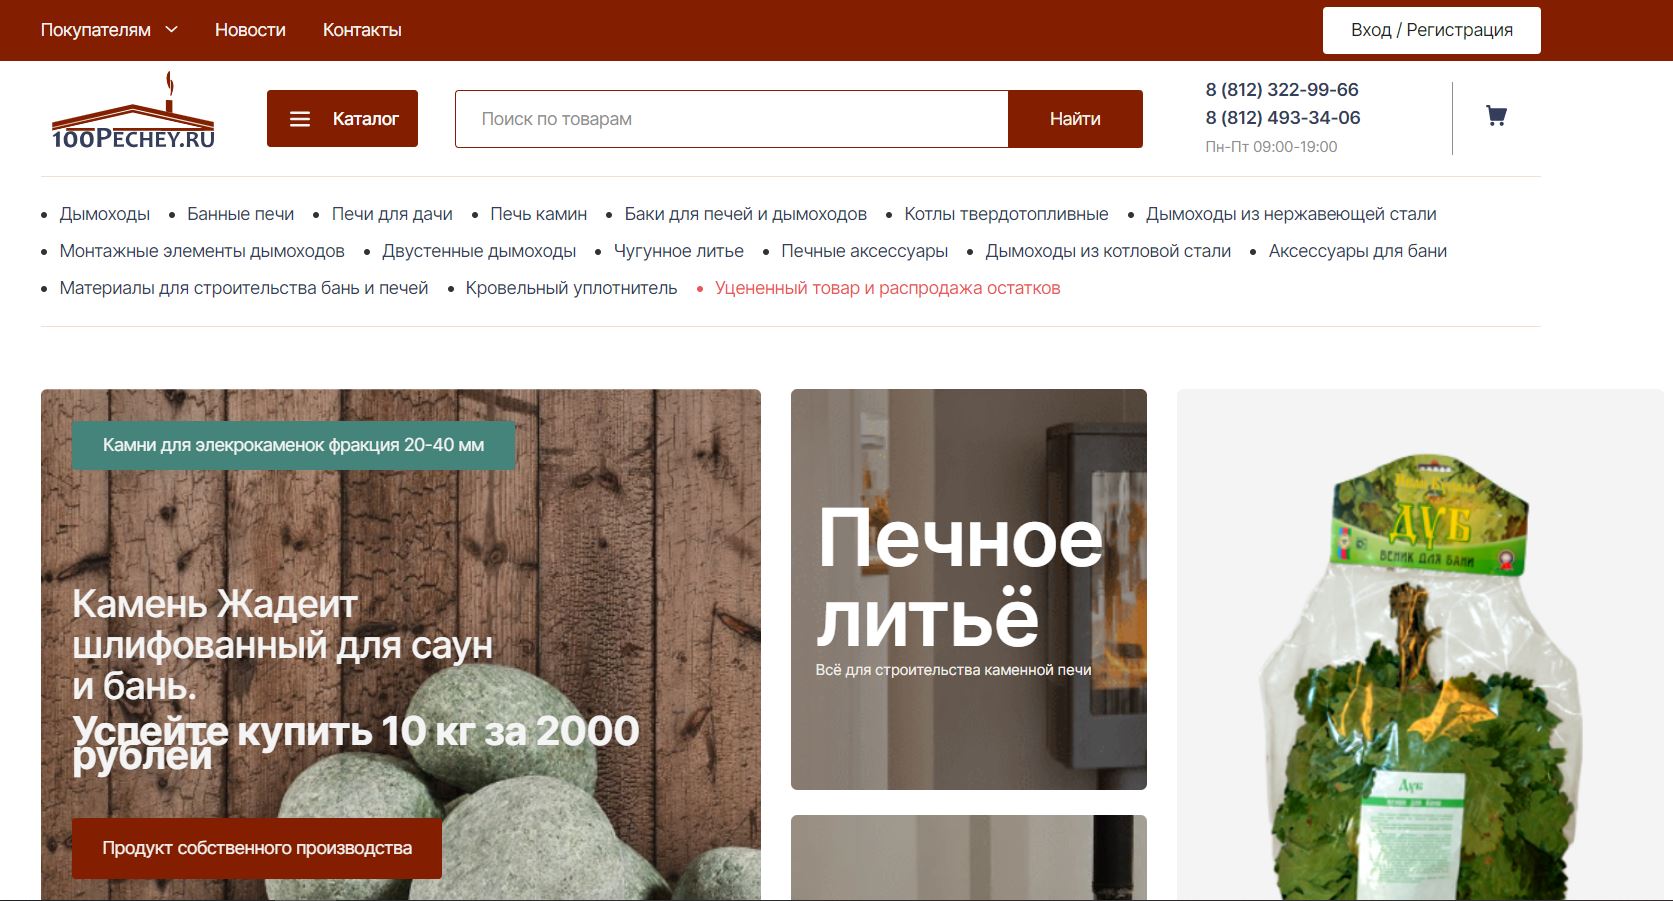 Покупателям Новости Контакты Вход / Регистрация
100PECHEY.RU Каталог Поиск по товарам Найти
8 (812) 322-99-66
8 (812) 493-34-06
Пн-Пт 09:00-19:00
Дымоходы Банные печи Печи для дачи Печь камин Баки для печей и дымоходов Котлы твердотопливные Дымоходы из нержавеющей стали
Монтажные элементы дымоходов Двустенные дымоходы Чугунное литье Печные аксессуары Дымоходы из котловой стали Аксессуары для бани
Материалы для строительства бань и печей Кровельный уплотнитель Уцененный товар и распродажа остатков
Камни для элекрокаменок фракция 20-40 мм
Камень Жадеит
шлифованный для саун
и бань.
Успейте купить 10 кг за 2000
рублей
Продукт собственного производства
Печное
литьё
Всё для строительства каменной печи
ДУБ
ВЕНИК ДЛЯ БАНИ
Дуб
ВЕНИК ДЛЯ БАНИ